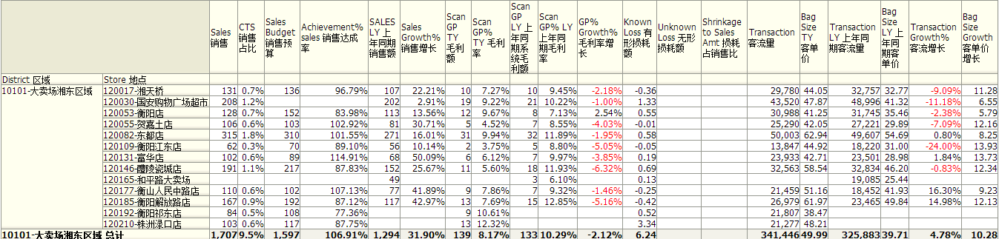 Sales 销售 CTS 销售占比 Sales Budget 销售预算 Achievement% sales 销售达成率 SALES LY 上年同期销售额 Sales Growth% 销售增长 Scan GP TY 毛利额 Scan GP% TY 毛利率 Scan GP LY 上年同期系统毛利额 Scan GP% LY 上年同期毛利率 GP% Growth% 毛利率增长 Known Loss 有形损耗额 Unknown Loss 无形损耗额 Shrinkage to Sales Amt 损耗占销售比 Transaction 客流量 Bag Size TY 客单价 Transaction LY 上年同期客流量 Bag Size LY 上年同期客单价 Transaction Growth% 客流增长 Bag Size Growth 客单价增长
District 区域 Store 地点
10101-大卖场湘东区域 120017-湘天桥 131 0.7% 136 96.79% 107 22.21% 10 7.27% 10 9.45% -2.18% -0.36 29,780 44.05 32,757 32.77 -9.09% 11.28
120030-国安购物广场超市 208 1.2% 202 2.91% 19 9.22% 21 10.22% -1.00% 1.33 43,520 47.87 48,996 41.32 -11.18% 6.55
120053-衡阳店 128 0.7% 152 83.98% 113 13.56% 12 9.67% 8 7.13% 2.54% 0.55 30,988 41.25 31,745 35.46 -2.38% 5.79
120055-贺嘉土店 106 0.6% 103 102.92% 81 30.71% 5 4.52% 7 8.55% -4.03% -0.01 25,290 42.05 27,221 29.89 -7.09% 12.16
120082-东都店 315 1.8% 310 101.55% 271 16.01% 31 9.94% 32 11.89% -1.95% 0.58 50,003 62.94 49,607 54.69 0.80% 8.25
120109-衡阳江东店 62 0.3% 70 89.10% 56 10.14% 2 3.75% 5 8.80% -5.05% -0.05 13,847 44.92 18,220 31.00 -24.00% 13.93
120131-富华店 102 0.6% 89 114.91% 68 50.09% 6 6.12% 7 9.97% -3.85% 0.19 23,933 42.71 23,501 28.98 1.84% 13.73
120146-醴陵瓷城店 191 1.1% 217 87.83% 152 25.67% 11 5.60% 18 11.93% -6.32% 0.69 32,563 58.54 32,834 46.20 -0.83% 12.34
120165-和平路大卖场 49 3 6.10% 0.13 19,085 25.44
120177-衡山人民中路店 110 0.6% 102 107.13% 77 41.89% 9 7.86% 7 9.32% -1.46% -0.25 21,459 51.16 18,452 41.93 16.30% 9.23
120185-衡阳解放路店 167 0.9% 192 87.12% 117 42.97% 13 7.69% 15 12.85% -5.16% -0.42 26,979 61.97 23,465 49.84 14.98% 12.13
120192-衡阳祁东店 84 0.5% 108 77.36% 9 10.61% 0.52 21,807 38.47
120210-株洲渌口店 103 0.6% 117 87.75% 13 12.32% 3.34 21,277 48.21
10101-大卖场湘东区域 总计 1,707 9.5% 1,597 106.91% 1,294 31.90% 139 8.17% 133 10.29% -2.12% 6.24 341,446 49.99 325,883 39.71 4.78% 10.28